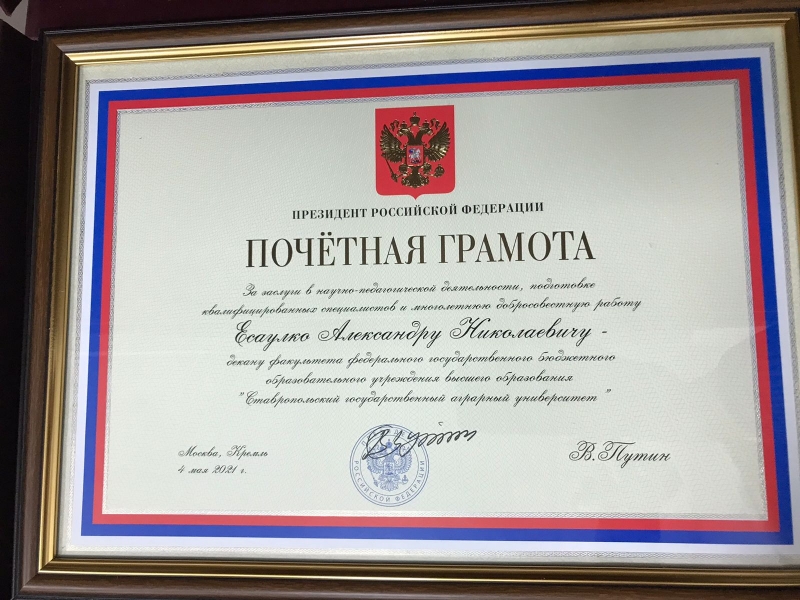 ПРЕЗИДЕНТ РОССИЙСКОЙ ФЕДЕРАЦИИ
ПОЧЁТНАЯ ГРАМОТА
За заслуги в научно-педагогической деятельности, подготовке
квалифицированных специалистов и многолетнюю добросовестную работу
Есаулко Александру Николаевичу -
декану факультета федерального государственного бюджетного
образовательного учреждения высшего образования
"Ставропольский государственный аграрный университет"
Москва, Кремль
4 мая 2021 г.
РОССИЙСКОЙ ФЕДЕРАЦИИ
В.Путин